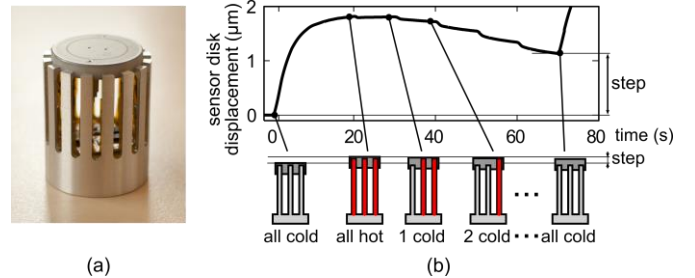 2
1
0
sensor disk
displacement (μm)
step
0
20
40
60
80
time (s)
step
all cold
all hot
1 cold
2 cold
all cold
(a)
(b)